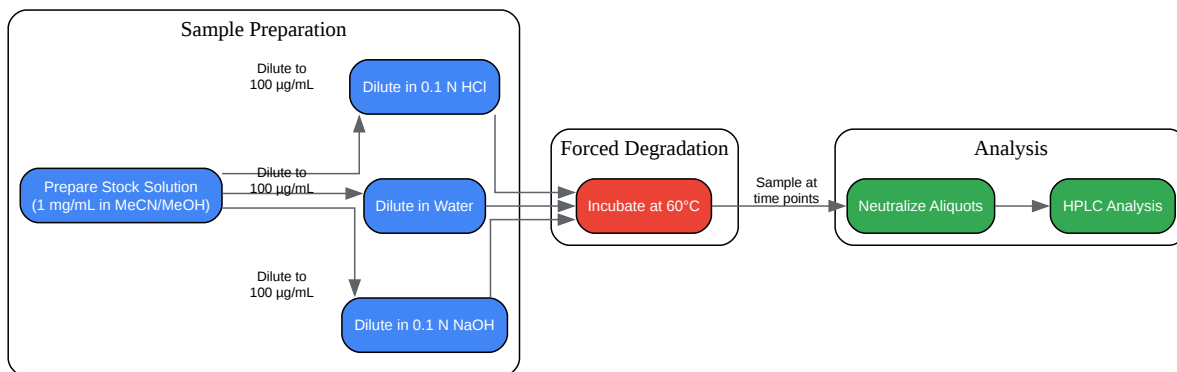 Sample Preparation
Dilute to
100 µg/mL
Dilute in 0.1 N HCl
Prepare Stock Solution
(1 mg/mL in MeCN/MeOH)
Dilute to
100 µg/mL
Dilute in Water
Dilute to
100 µg/mL
Dilute in 0.1 N NaOH
Forced Degradation
Incubate at 60°C
Sample at
time points
Analysis
Neutralize Aliquots
HPLC Analysis